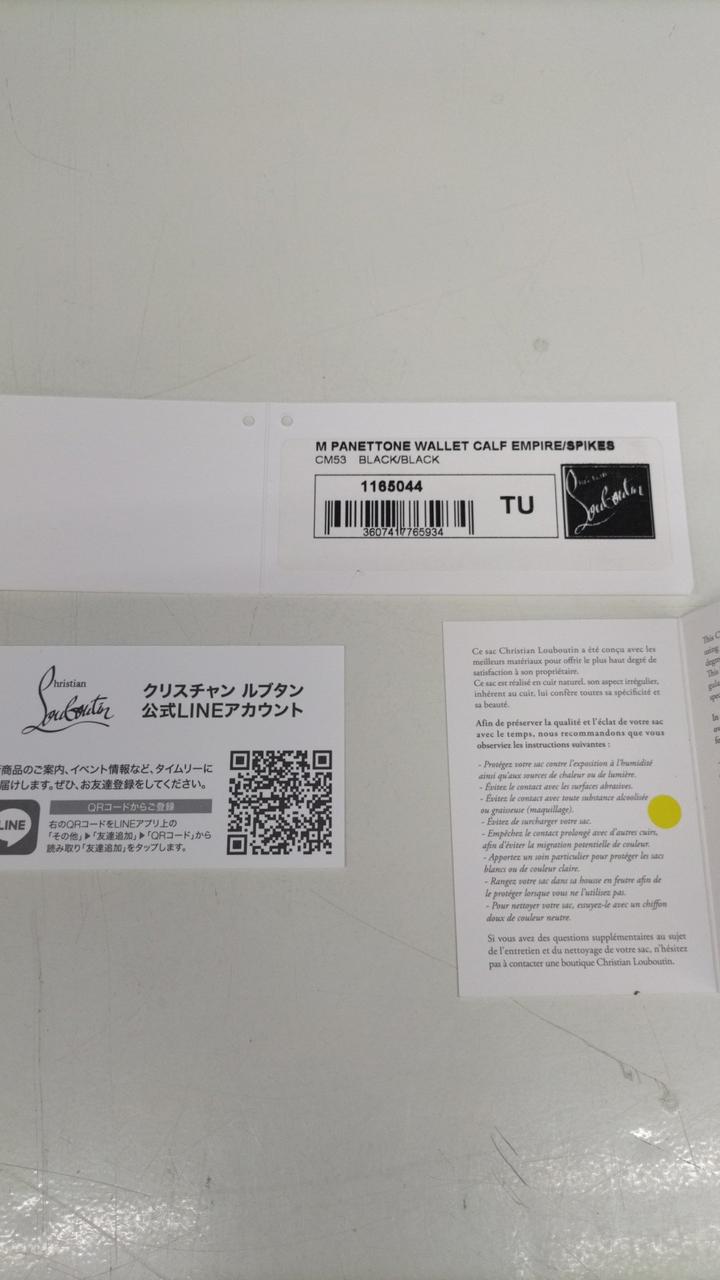 M PANETTONE WALLET CALF EMPIRE/SPIKES
CM53 BLACK/BLACK
1165044
TU
3607417765934
Christian
Louboutin
Christian
Louboutin
クリスチャン ルブタン
公式LINEアカウント
商品のご案内、イベント情報など、タイムリーに
届けします。ぜひ、お友達登録をしてください。
LINE
QRコードからご登録
右のQRコードをLINEアプリ上の
「その他」▶「友達追加」▶「QRコード」から
読み取り「友達追加」をタップします。
Ce sac Christian Louboutin a été conçu avec les
meilleurs matériaux pour offrir le plus haut degré de
satisfaction à son propriétaire.
Ce sac est réalisé en cuir naturel, son aspect irrégulier,
inhérent au cuir, lui confère toutes sa spécificité et
sa beauté.
Afin de préserver la qualité et l'éclat de votre sac
avec le temps, nous recommandons que vous
observiez les instructions suivantes :
- Protégez votre sac contre l'exposition à l'humidité
ainsi qu'aux sources de chaleur ou de lumière.
- Évitez le contact avec les surfaces abrasives.
- Évitez le contact avec toute substance alcoolisée
ou graisseuse (maquillage).
- Évitez de surcharger votre sac.
- Empêchez le contact prolongé avec d'autres cuirs,
afin d'éviter la migration potentielle de couleur.
- Apportez un soin particulier pour protéger les sacs
blancs ou de couleur claire.
- Rangez votre sac dans sa housse en feutre afin de
le protéger lorsque vous ne l'utilisez pas.
- Pour nettoyer votre sac, essuyez-le avec un chiffon
doux de couleur neutre.
Si vous avez des questions supplémentaires au sujet
de l'entretien et du nettoyage de votre sac, n'hésitez
pas à contacter une boutique Christian Louboutin.
This C
using
degr
This
In